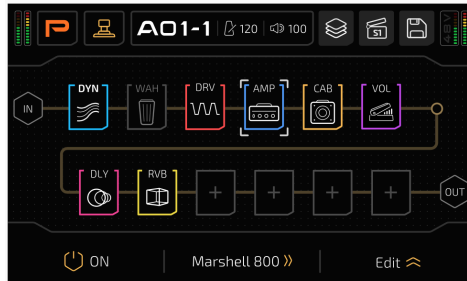 A01-1 120 100 S1 48V
IN DYN WAH DRV AMP CAB VOL
DLY RVB + + + + OUT
ON Marshell 800 Edit